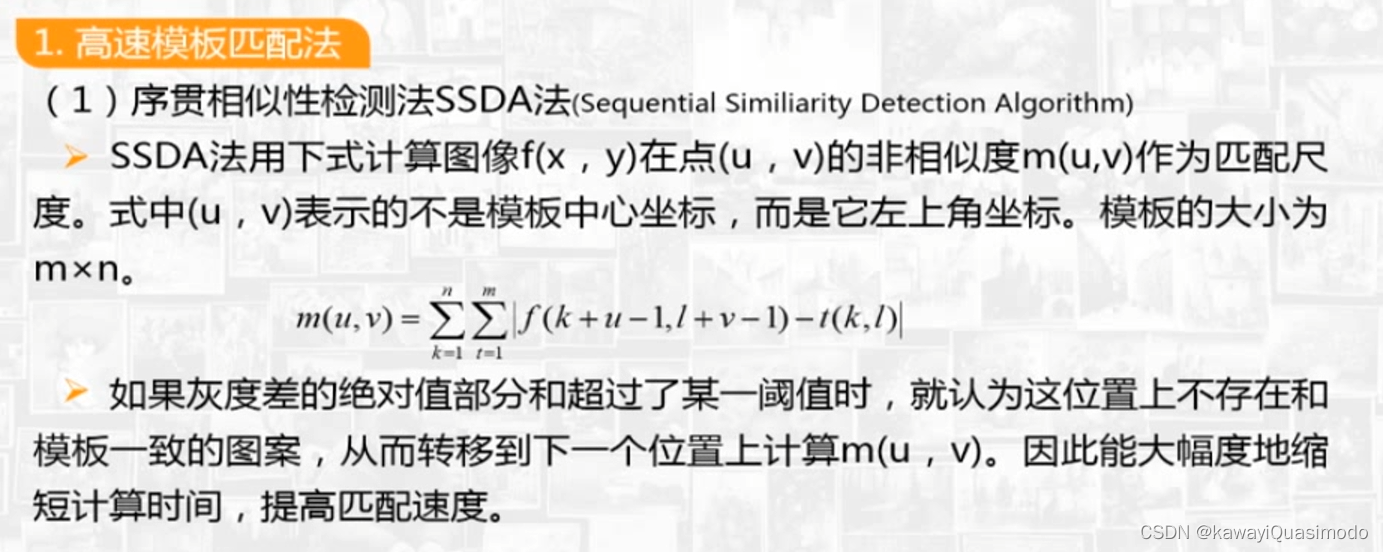 1. 高速模板匹配法
（1）序贯相似性检测法SSDA法(Sequential Similiarity Detection Algorithm)
➢ SSDA法用下式计算图像f(x，y)在点(u，v)的非相似度m(u,v)作为匹配尺
度。式中(u，v)表示的不是模板中心坐标，而是它左上角坐标。模板的大小为
m×n。
m(u,v) = ∑_{k=1}^{n} ∑_{t=1}^{m} |f(k+u−1,l+v−1)−t(k,l)|
➢ 如果灰度差的绝对值部分和超过了某一阈值时，就认为这位置上不存在和
模板一致的图案，从而转移到下一个位置上计算m(u，v)。因此能大幅度地缩
短计算时间，提高匹配速度。
CSDN @kawayiQuasimodo